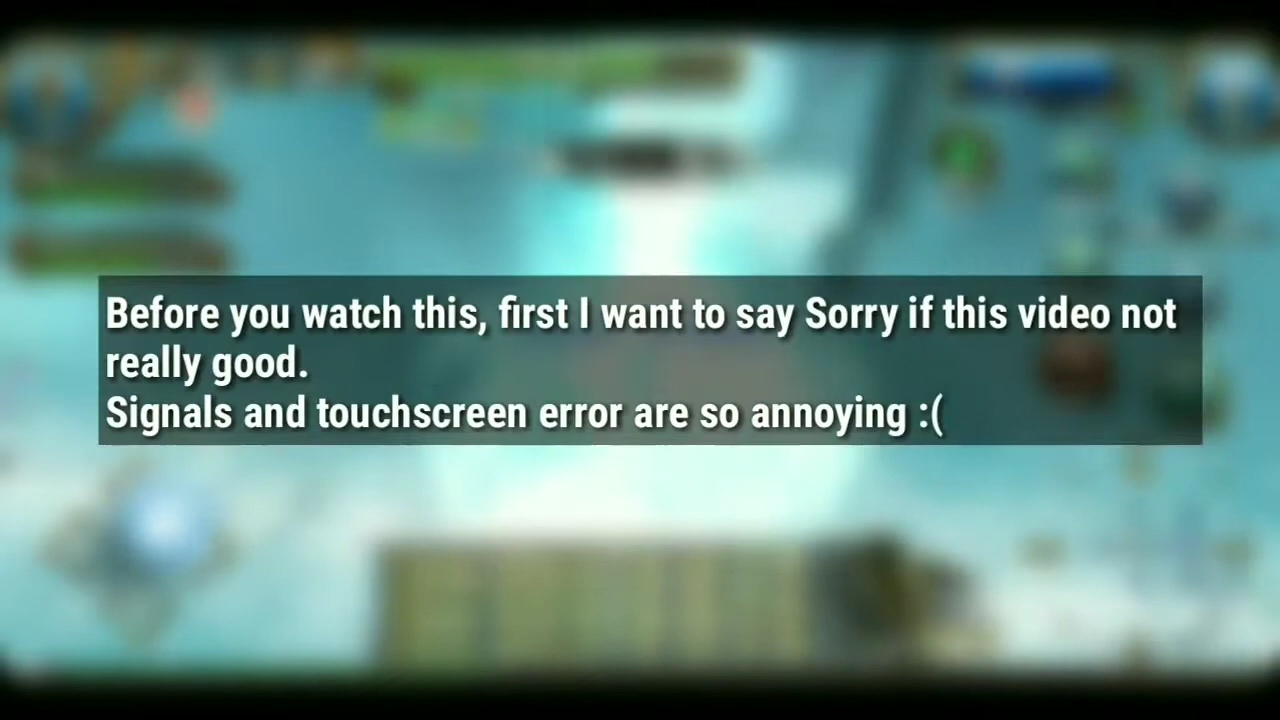 Before you watch this, first I want to say Sorry if this video not
really good.
Signals and touchscreen error are so annoying :(